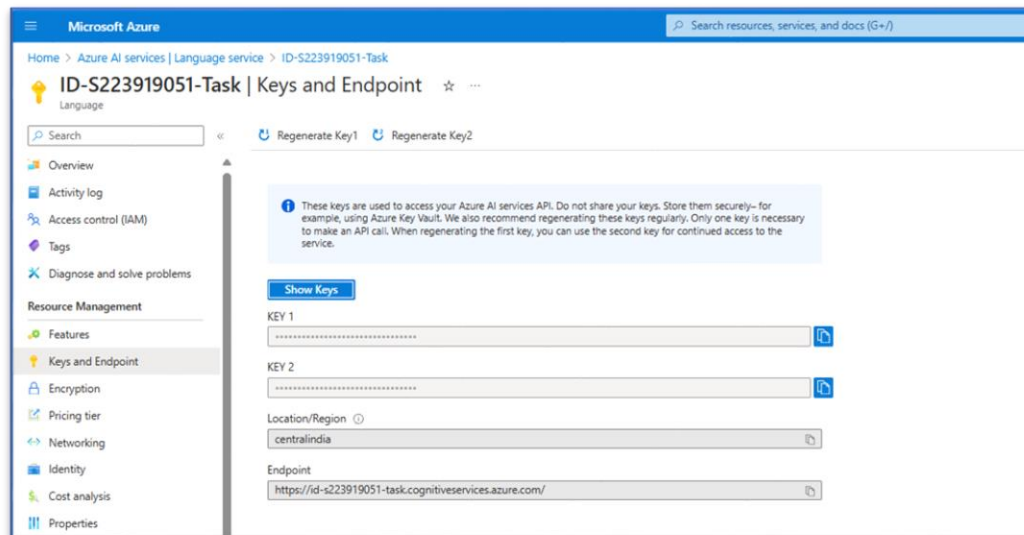 Microsoft Azure
Search resources, services, and docs (G+/)
Home > Azure AI services | Language service > ID-S223919051-Task
ID-S223919051-Task | Keys and Endpoint
Language
Search
Regenerate Key1
Regenerate Key2
Overview
Activity log
Access control (IAM)
Tags
Diagnose and solve problems
Resource Management
Features
Keys and Endpoint
Encryption
Pricing tier
Networking
Identity
Cost analysis
Properties
These keys are used to access your Azure AI services API. Do not share your keys. Store them securely– for
example, using Azure Key Vault. We also recommend regenerating these keys regularly. Only one key is necessary
to make an API call. When regenerating the first key, you can use the second key for continued access to the
service.
Show Keys
KEY 1
KEY 2
Location/Region
centralindia
Endpoint
https://id-s223919051-task.cognitiveservices.azure.com/